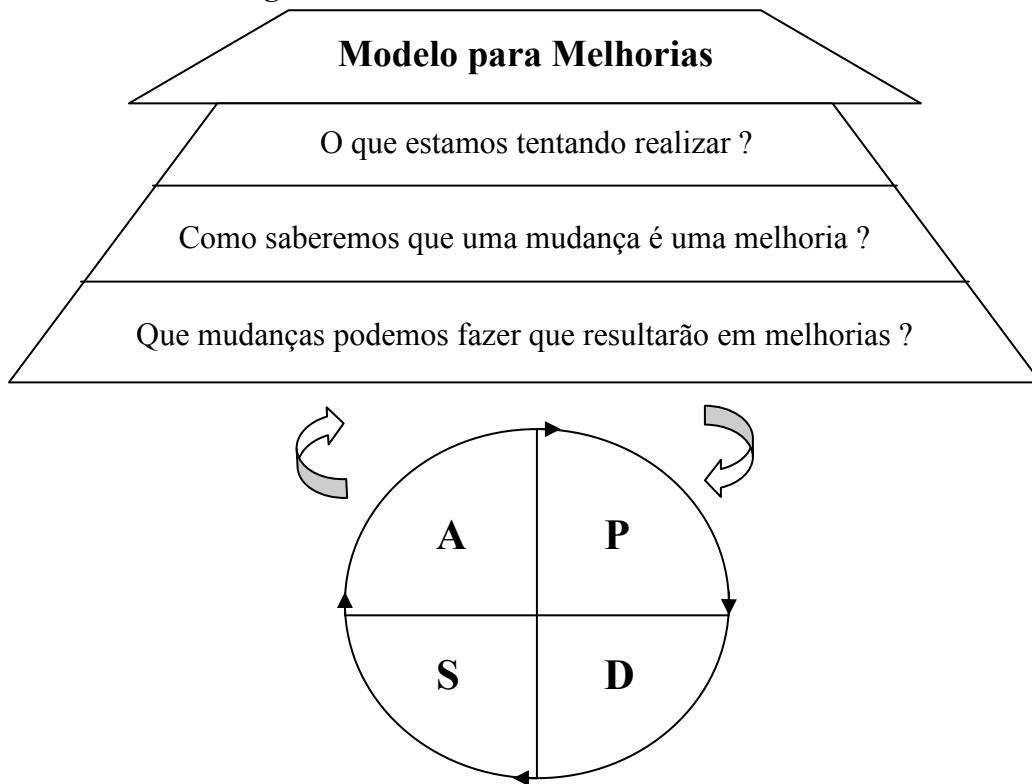 Modelo para Melhorias
O que estamos tentando realizar ?
Como saberemos que uma mudança é uma melhoria ?
Que mudanças podemos fazer que resultarão em melhorias ?
A P
S D